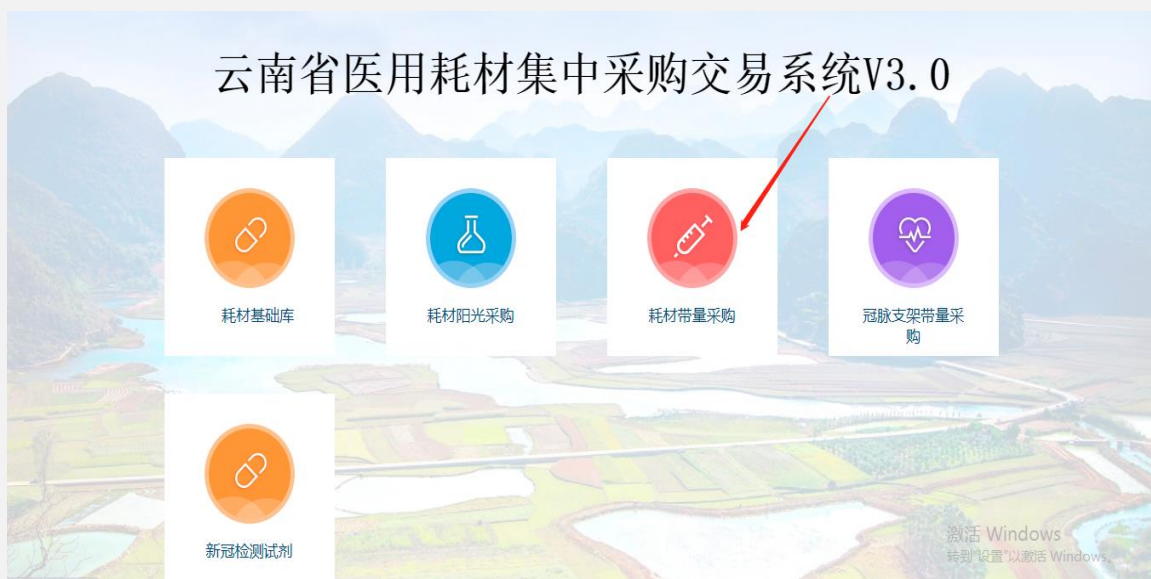 云南省医用耗材集中采购交易系统V3.0
耗材基础库
耗材阳光采购
耗材带量采购
冠脉支架带量采
购
新冠检测试剂
激活 Windows
转到"设置"以激活 Windows。